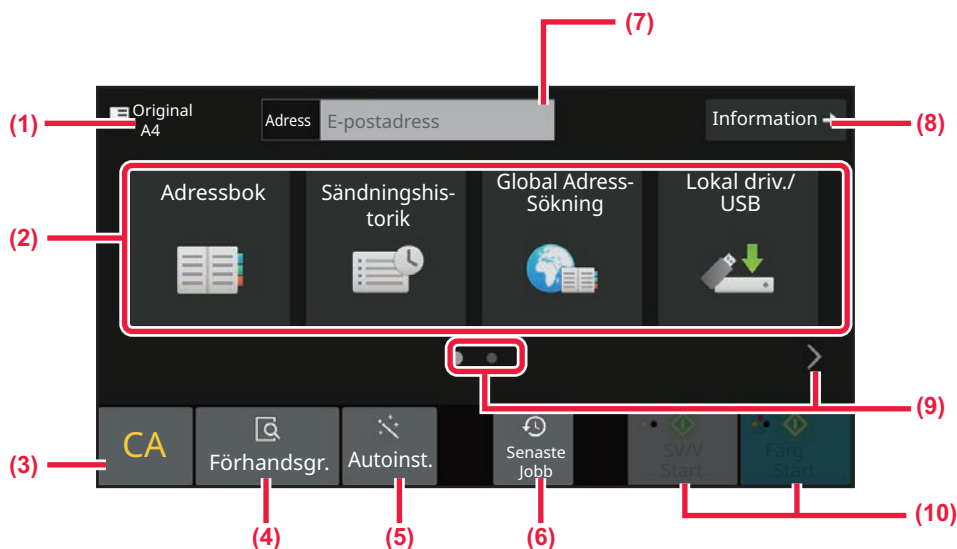 (7)
Original
A4
Adress
E-postadress
Information
(1)
(8)
Adressbok
Sändningshis-
torik
Global Adress-
Sökning
Lokal driv./
USB
(2)
(9)
CA
Förhandsgr.
Autoinst.
Senaste
Jobb
SV/V
Start
Färg
Start
(3)
(4)
(5)
(6)
(10)